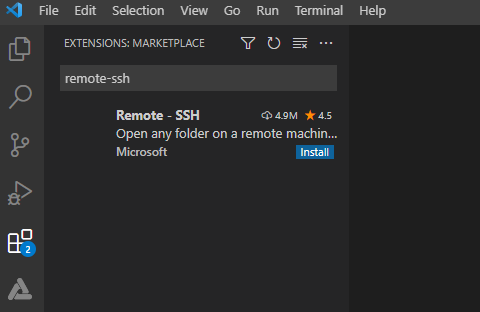 File Edit Selection View Go Run Terminal Help
EXTENSIONS: MARKETPLACE
remote-ssh
Remote - SSH 4.9M 4.5
Open any folder on a remote machin...
Microsoft Install
2